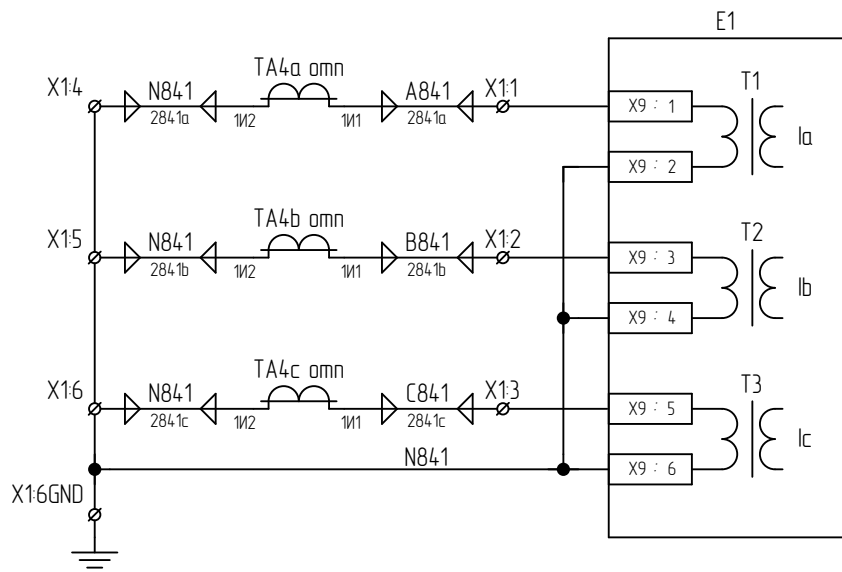 E1
X1:4
N841
2841a
1И2
TA4a отп
1И1
A841
2841a
X1:1
X9 : 1
T1
Ia
X9 : 2
X1:5
N841
2841b
1И2
TA4b отп
1И1
B841
2841b
X1:2
X9 : 3
T2
Ib
X9 : 4
X1:6
N841
2841c
1И2
TA4c отп
1И1
C841
2841c
X1:3
X9 : 5
T3
Ic
N841
X9 : 6
X1:6GND